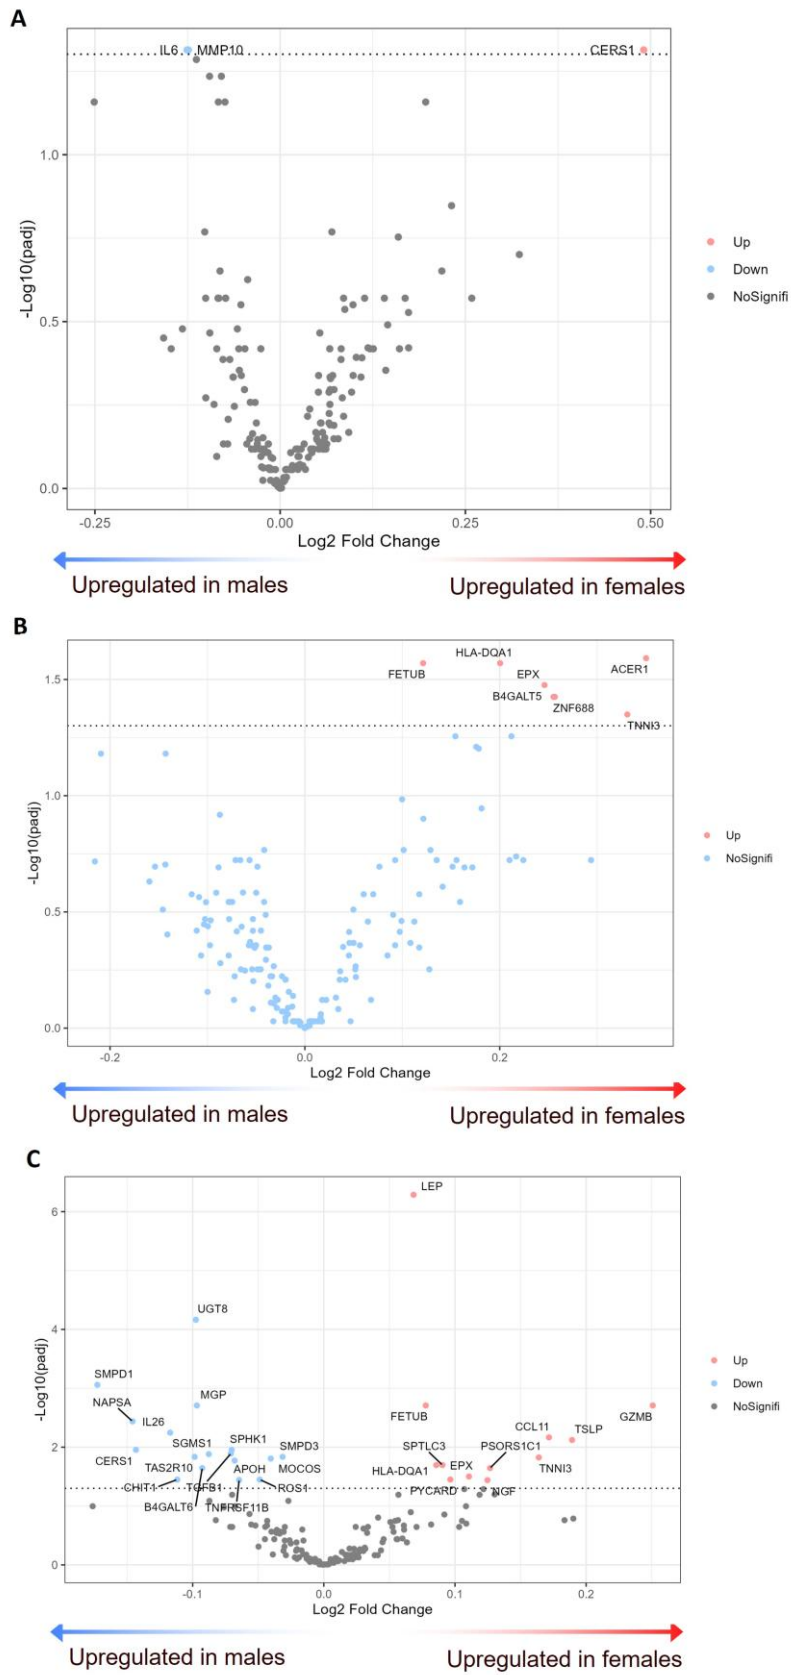 A
IL6 MMP10 CERS1
1.0
0.5
0.0
-Log10(padj)
-0.25 0.00 0.25 0.50
Log2 Fold Change
Up
Down
NoSignifi
Upregulated in males Upregulated in females
B
HLA-DQA1
FETUB EPX ACER1
B4GALT5
ZNF688
TNNI3
1.5
1.0
0.5
0.0
-Log10(padj)
-0.2 0.0 0.2
Log2 Fold Change
Up
NoSignifi
Upregulated in males Upregulated in females
C
LEP
UGT8
SMPD1
NAPSA MGP
IL26
FETUB GZMB
CCL11 TSLP
SGMS1 SPHK1 SMPD3 SPTLC3 PSORS1C1
CERS1
TAS2R10 APOH MOCOS HLA-DQA1 EPX TNNI3
CHIT1 TGFB1 ROS1 PYCARD NGF
B4GALT6 TNFRSF11B
6
4
2
0
-Log10(padj)
-0.1 0.0 0.1 0.2
Log2 Fold Change
Up
Down
NoSignifi
Upregulated in males Upregulated in females